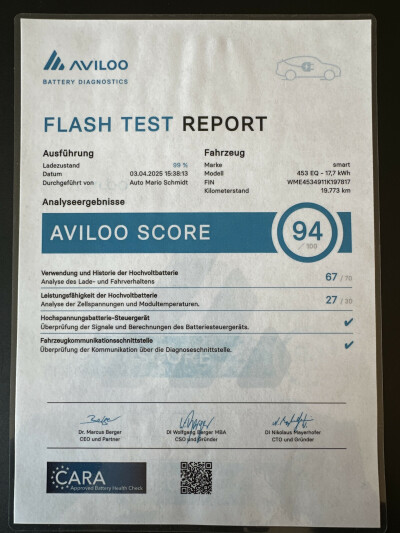 AVILOO
BATTERY DIAGNOSTICS
FLASH TEST REPORT
Ausführung
Ladezustand 99 %
Datum 03.04.2025 15:38:13
Durchgeführt von Auto Mario Schmidt
Fahrzeug
Marke smart
Modell 453 EQ - 17,7 kWh
FIN WME4534911K197817
Kilometerstand 19.773 km
Analyseergebnisse
AVILOO SCORE 94 / 100
Verwendung und Historie der Hochvoltbatterie
Analyse des Lade- und Fahrverhaltens 67 / 70
Leistungsfähigkeit der Hochvoltbatterie
Analyse der Zellspannungen und Modultemperaturen. 27 / 30
Hochspannungsbatterie-Steuergerät
Überprüfung der Signale und Berechnungen des Batteriesteuergeräts. ✔
Fahrzeugkommunikationsschnittstelle
Überprüfung der Kommunikation über die Diagnoseschnittstelle. ✔
Dr. Marcus Berger
CEO und Partner
DI Wolfgang Berger MBA
CSO und Gründer
DI Nikolaus Mayerhofer
CTO und Gründer
CARA
Approved Battery Health Check